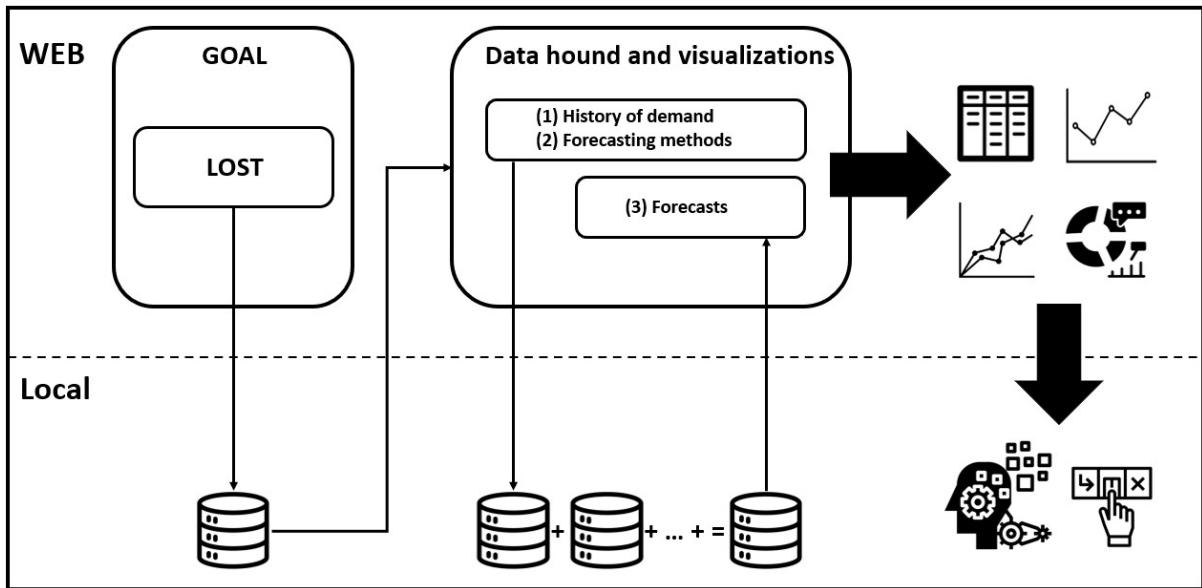 WEB
GOAL
LOST
Data hound and visualizations
(1) History of demand
(2) Forecasting methods
(3) Forecasts
Local
+ + ... + =